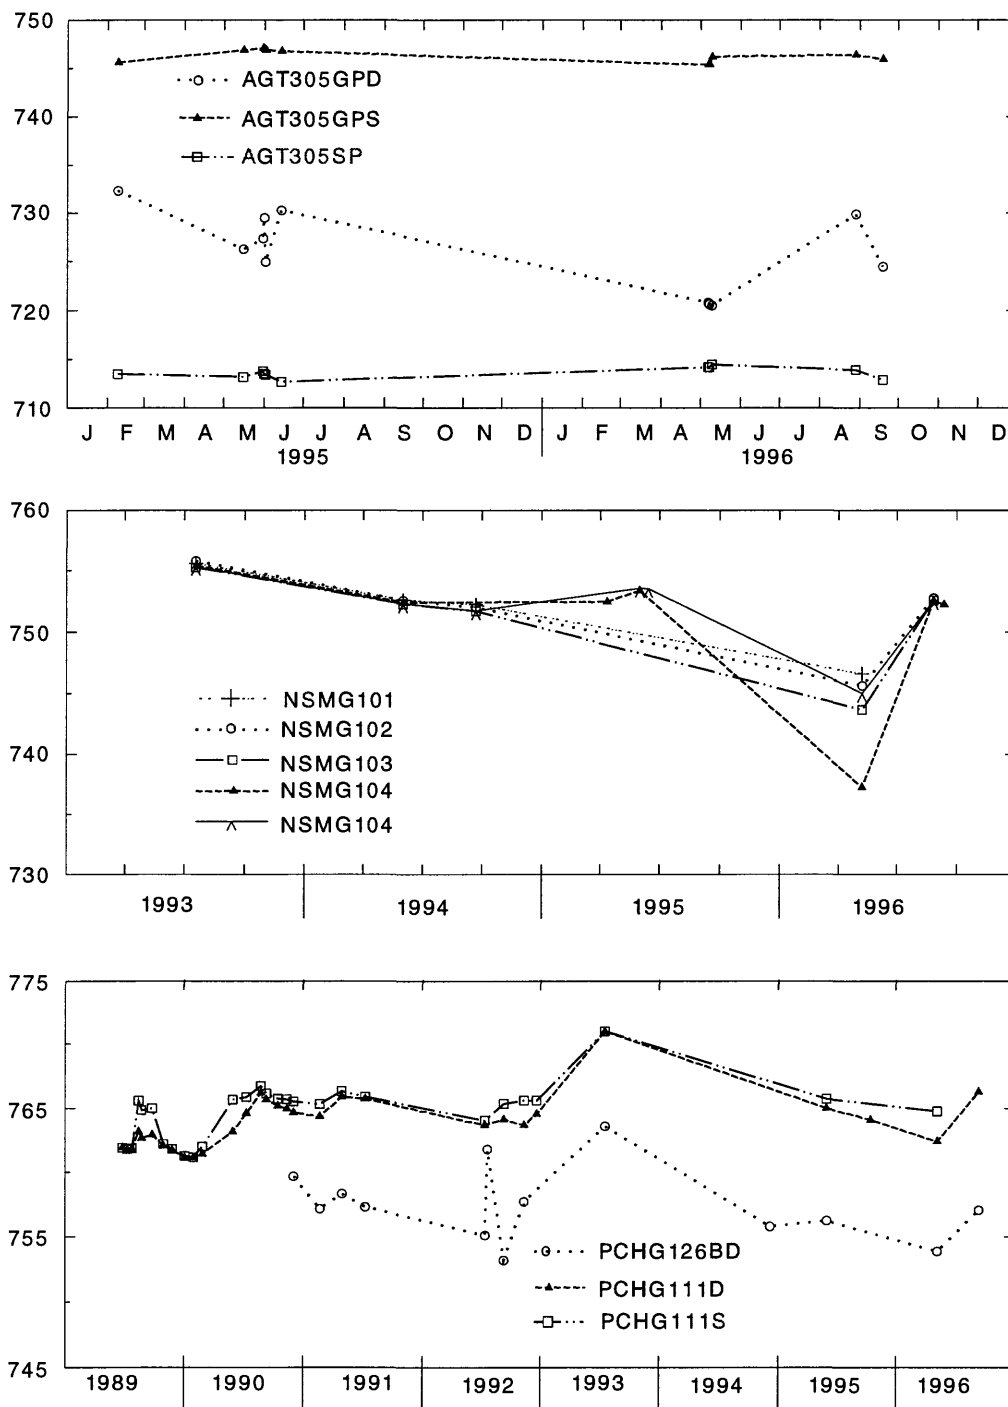 750
740
730
720
710
AGT305GPD
AGT305GPS
AGT305SP
J F M A M J J A S O N D J F M A M J J A S O N D
1995 1996
760
750
740
730
NSMG101
NSMG102
NSMG103
NSMG104
NSMG104
1993 1994 1995 1996
775
765
755
745
PCHG126BD
PCHG111D
PCHG111S
1989 1990 1991 1992 1993 1994 1995 1996